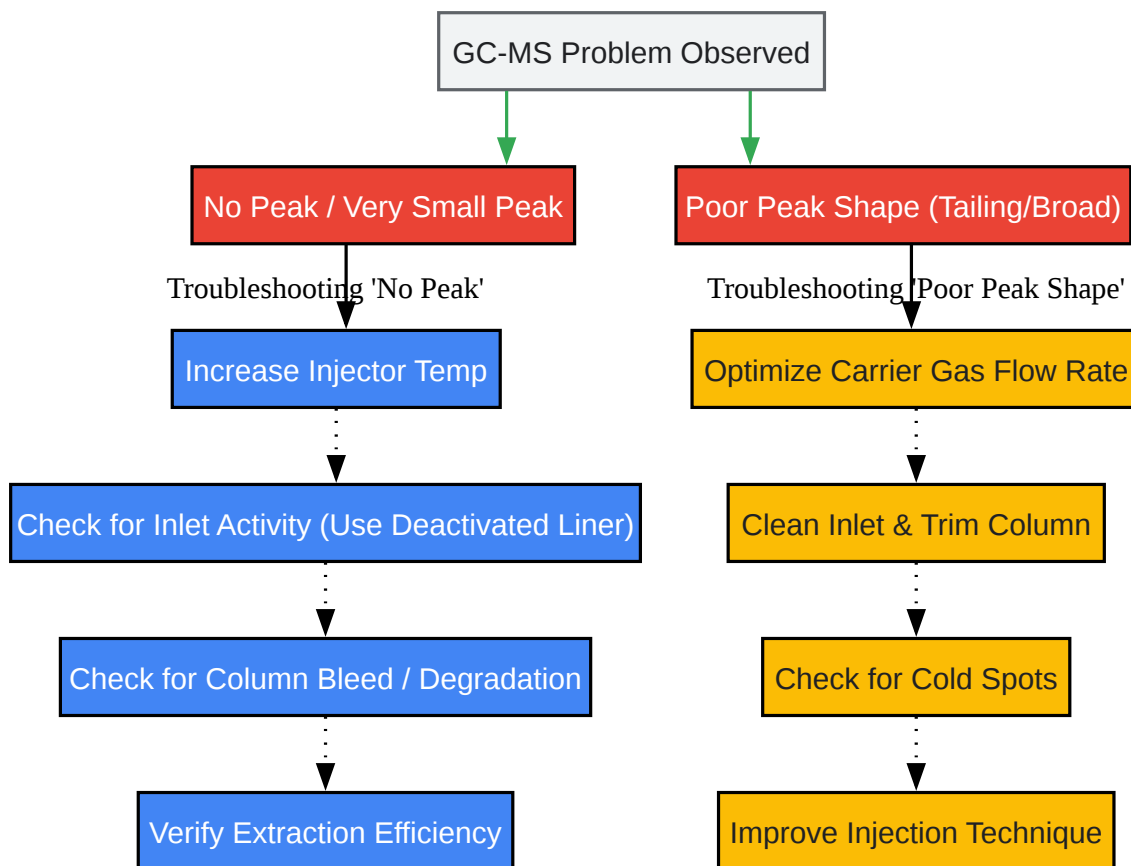 GC-MS Problem Observed
No Peak / Very Small Peak
Poor Peak Shape (Tailing/Broad)
Troubleshooting 'No Peak'
Troubleshooting 'Poor Peak Shape'
Increase Injector Temp
Optimize Carrier Gas Flow Rate
Check for Inlet Activity (Use Deactivated Liner)
Clean Inlet & Trim Column
Check for Column Bleed / Degradation
Check for Cold Spots
Verify Extraction Efficiency
Improve Injection Technique